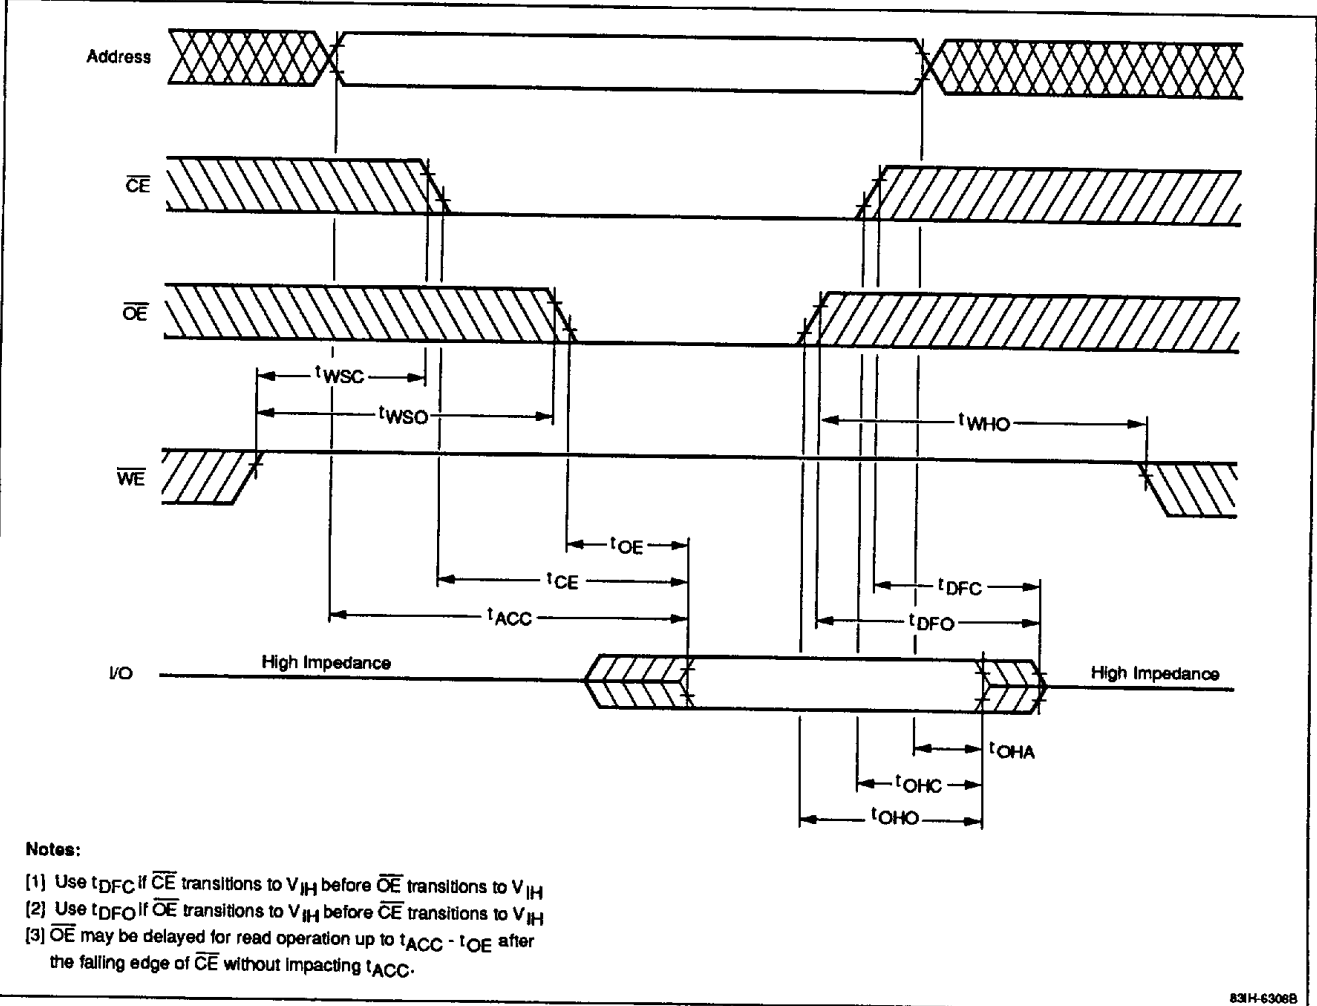 Address
CE
OE
tWSC
tWSO
tWHO
WE
tOE
tCE
tDFC
tACC
tDFO
High Impedance
I/O
High Impedance
tOHA
tOHC
tOHO
Notes:
[1] Use tDFC if CE transitions to VIH before OE transitions to VIH
[2] Use tDFO if OE transitions to VIH before CE transitions to VIH
[3] OE may be delayed for read operation up to tACC - tOE after
the falling edge of CE without impacting tACC.
83IH-6306B